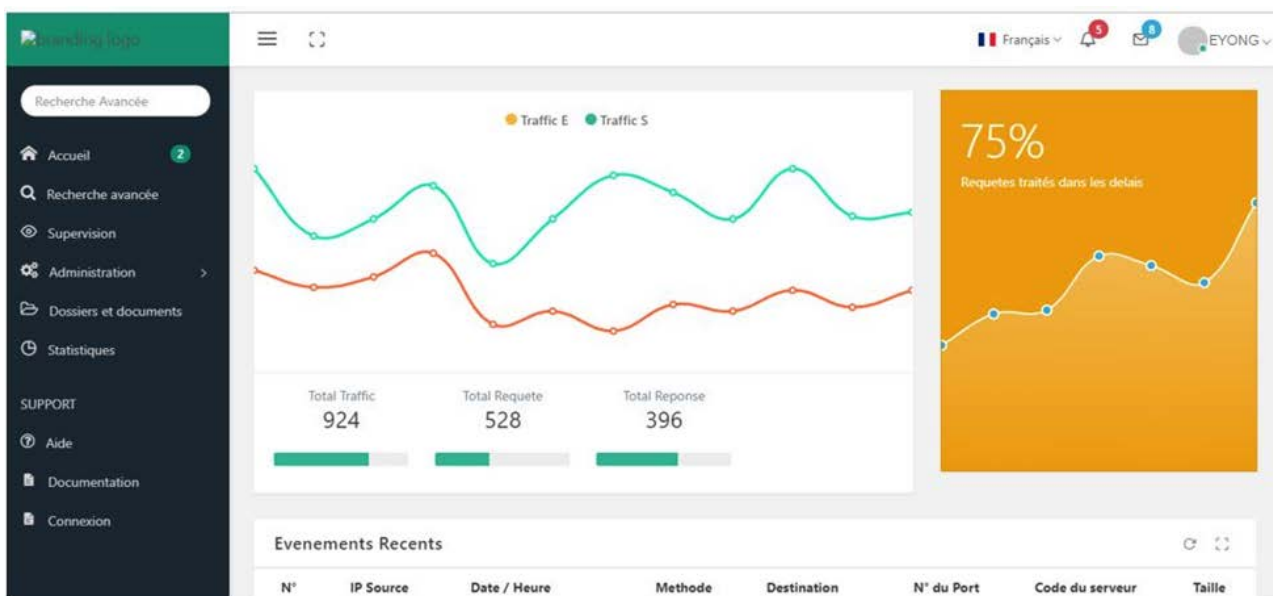 branding logo
Français
5
8
EYONG
Recherche Avancée
Accueil
2
Recherche avancée
Supervision
Administration
Dossiers et documents
Statistiques
SUPPORT
Aide
Documentation
Connexion
Traffic E
Traffic S
Total Traffic
924
Total Requete
528
Total Reponse
396
75%
Requetes traités dans les delais
Evenements Recents
N° IP Source Date / Heure Methode Destination N° du Port Code du serveur Taille